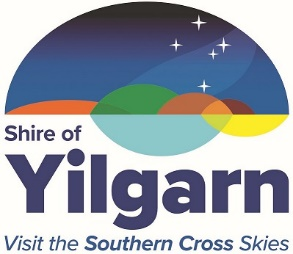 Shire of
Yilgarn
Visit the Southern Cross Skies